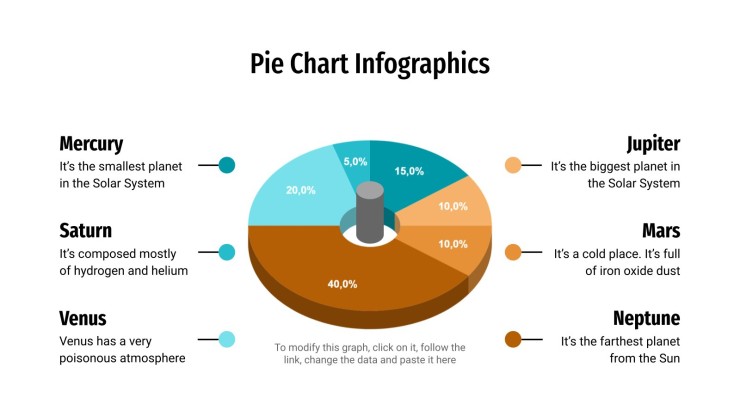 Pie Chart Infographics
Mercury
It's the smallest planet
in the Solar System
Saturn
It's composed mostly
of hydrogen and helium
Venus
Venus has a very
poisonous atmosphere
5,0%
15,0%
20,0%
10,0%
10,0%
40,0%
To modify this graph, click on it, follow the
link, change the data and paste it here
Jupiter
It's the biggest planet in
the Solar System
Mars
It's a cold place. It's full
of iron oxide dust
Neptune
It's the farthest planet
from the Sun